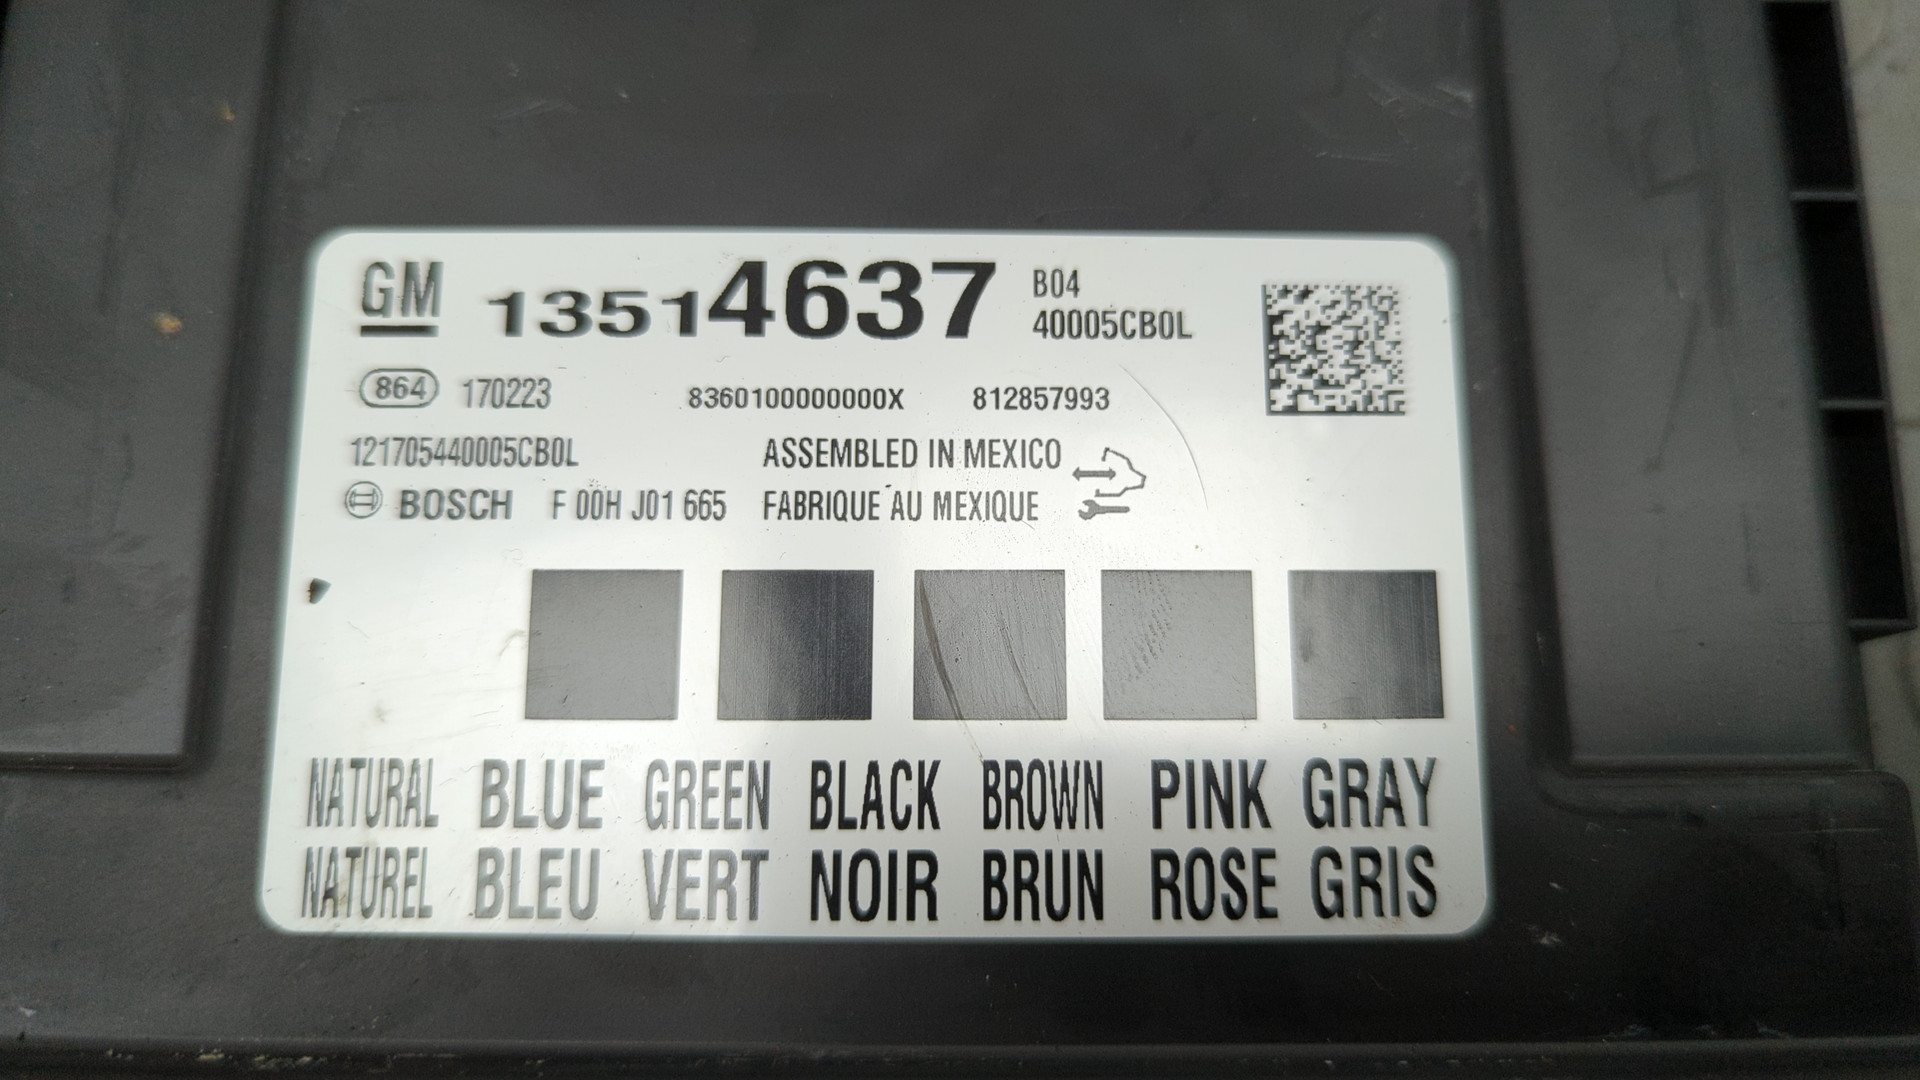 GM 13514637 B04
40005CB0L
864 170223 8360100000000X 812857993
121705440005CB0L ASSEMBLED IN MEXICO
BOSCH F 00H J01 665 FABRIQUE AU MEXIQUE
NATURAL BLUE GREEN BLACK BROWN PINK GRAY
NATUREL BLEU VERT NOIR BRUN ROSE GRIS